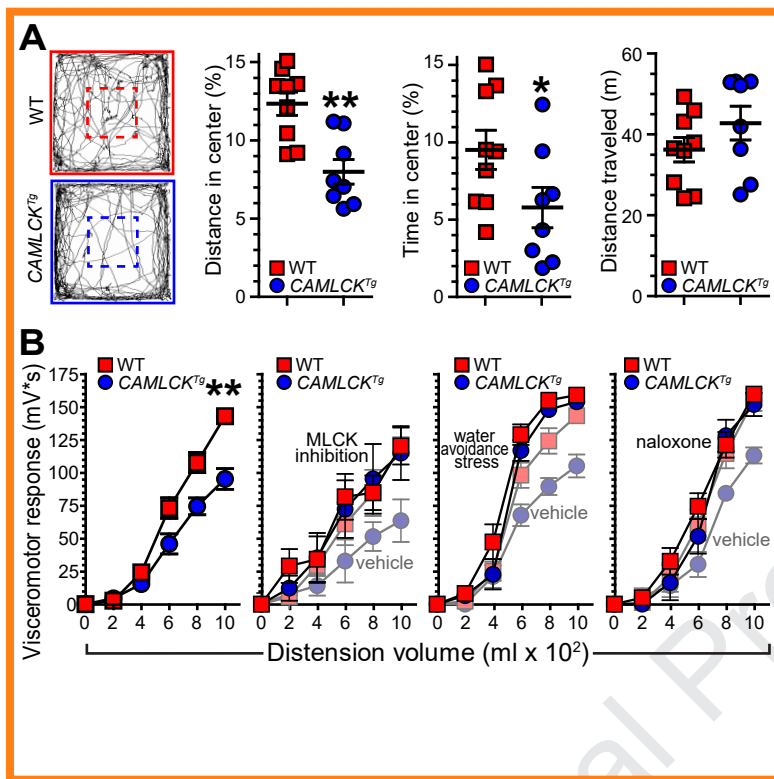 A
WT
CAMLCKTg
Distance in center (%)
15
10
5
0
**
WT
CAMLCKTg
Time in center (%)
15
10
5
0
*
WT
CAMLCKTg
Distance traveled (m)
60
40
20
0
WT
CAMLCKTg
B
Visceromotor response (mV*s)
175
150
125
100
75
50
25
0
WT
CAMLCKTg
**
0 2 4 6 8 10
WT
CAMLCKTg
MLCK
inhibition
vehicle
0 2 4 6 8 10
WT
CAMLCKTg
water
avoidance
stress
vehicle
0 2 4 6 8 10
WT
CAMLCKTg
naloxone
vehicle
0 2 4 6 8 10
Distension volume (ml x 10²)